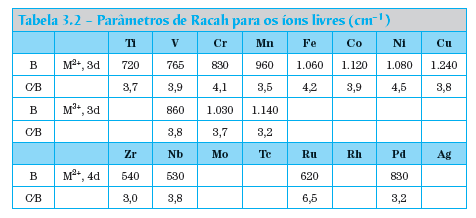 Tabela 3.2 – Parâmetros de Racah para os íons livres (cm⁻¹)
Ti V Cr Mn Fe Co Ni Cu
B M²⁺, 3d 720 765 830 960 1.060 1.120 1.080 1.240
C/B 3,7 3,9 4,1 3,5 4,2 3,9 4,5 3,8
B M³⁺, 3d 860 1.030 1.140
C/B 3,8 3,7 3,2
Zr Nb Mo Tc Ru Rh Pd Ag
B M²⁺, 4d 540 530 620 830
C/B 3,0 3,8 6,5 3,2